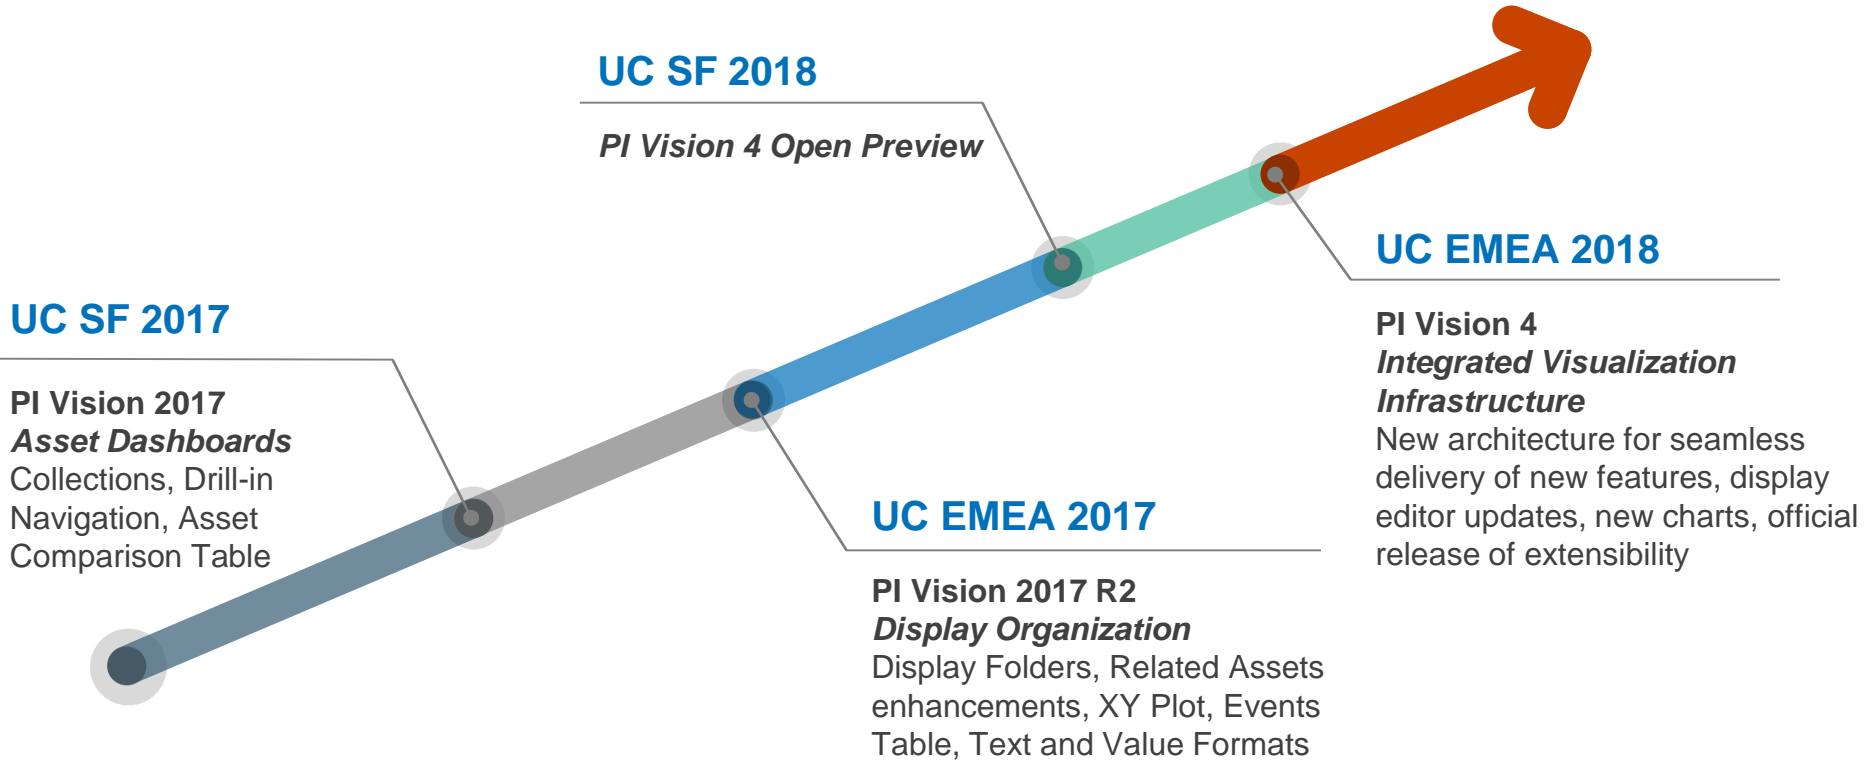 UC SF 2018
PI Vision 4 Open Preview
UC SF 2017
PI Vision 2017
Asset Dashboards
Collections, Drill-in
Navigation, Asset
Comparison Table
UC EMEA 2017
PI Vision 2017 R2
Display Organization
Display Folders, Related Assets
enhancements, XY Plot, Events
Table, Text and Value Formats
UC EMEA 2018
PI Vision 4
Integrated Visualization
Infrastructure
New architecture for seamless
delivery of new features, display
editor updates, new charts, official
release of extensibility